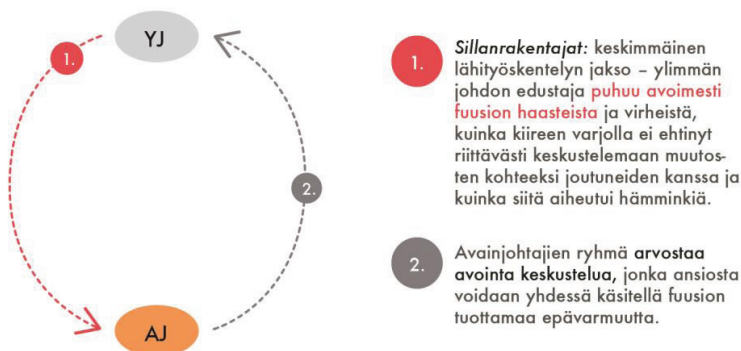 YJ
1.
2.
AJ
1.
Sillanrakentajat: keskimmäinen
lähityöskentelyn jakso – ylimmän
johdon edustaja puhuu avoimesti
fuusion haasteista ja virheistä,
kuinka kiireen varjolla ei ehtinyt
riittävästi keskustelemaan muutos-
ten kohteeksi joutuneiden kanssa ja
kuinka siitä aiheutui hämminkiä.
2.
Avainjohtajien ryhmä arvostaa
avointa keskustelua, jonka ansiosta
voidaan yhdessä käsitellä fuusion
tuottamaa epävarmuutta.